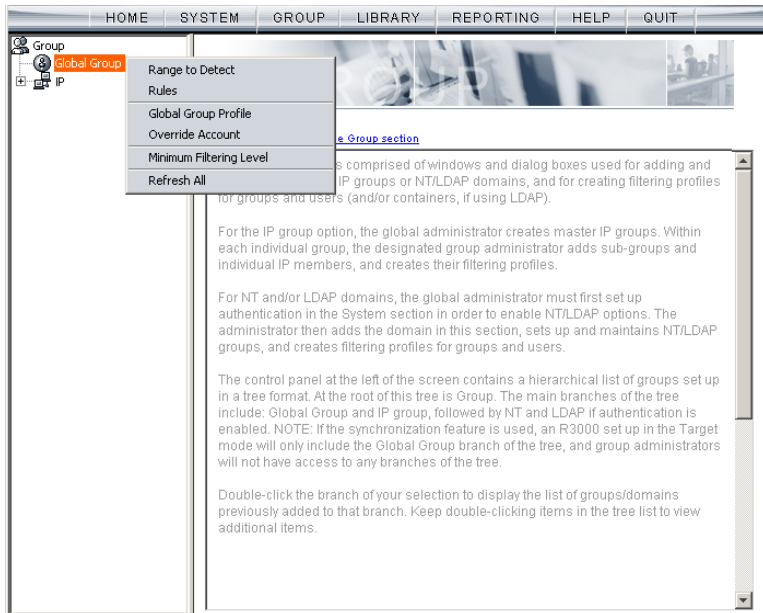 HOME SYSTEM GROUP LIBRARY REPORTING HELP QUIT
Group
Global Group
IP
Range to Detect
Rules
Global Group Profile
Override Account
Minimum Filtering Level
Refresh All
GROUP
e Group section
s comprised of windows and dialog boxes used for adding and
IP groups or NT/LDAP domains, and for creating filtering profiles
for groups and users (and/or containers, if using LDAP).
For the IP group option, the global administrator creates master IP groups. Within
each individual group, the designated group administrator adds sub-groups and
individual IP members, and creates their filtering profiles.
For NT and/or LDAP domains, the global administrator must first set up
authentication in the System section in order to enable NT/LDAP options. The
administrator then adds the domain in this section, sets up and maintains NT/LDAP
groups, and creates filtering profiles for groups and users.
The control panel at the left of the screen contains a hierarchical list of groups set up
in a tree format. At the root of this tree is Group. The main branches of the tree
include: Global Group and IP group, followed by NT and LDAP if authentication is
enabled. NOTE: If the synchronization feature is used, an R3000 set up in the Target
mode will only include the Global Group branch of the tree, and group administrators
will not have access to any branches of the tree.
Double-click the branch of your selection to display the list of groups/domains
previously added to that branch. Keep double-clicking items in the tree list to view
additional items.